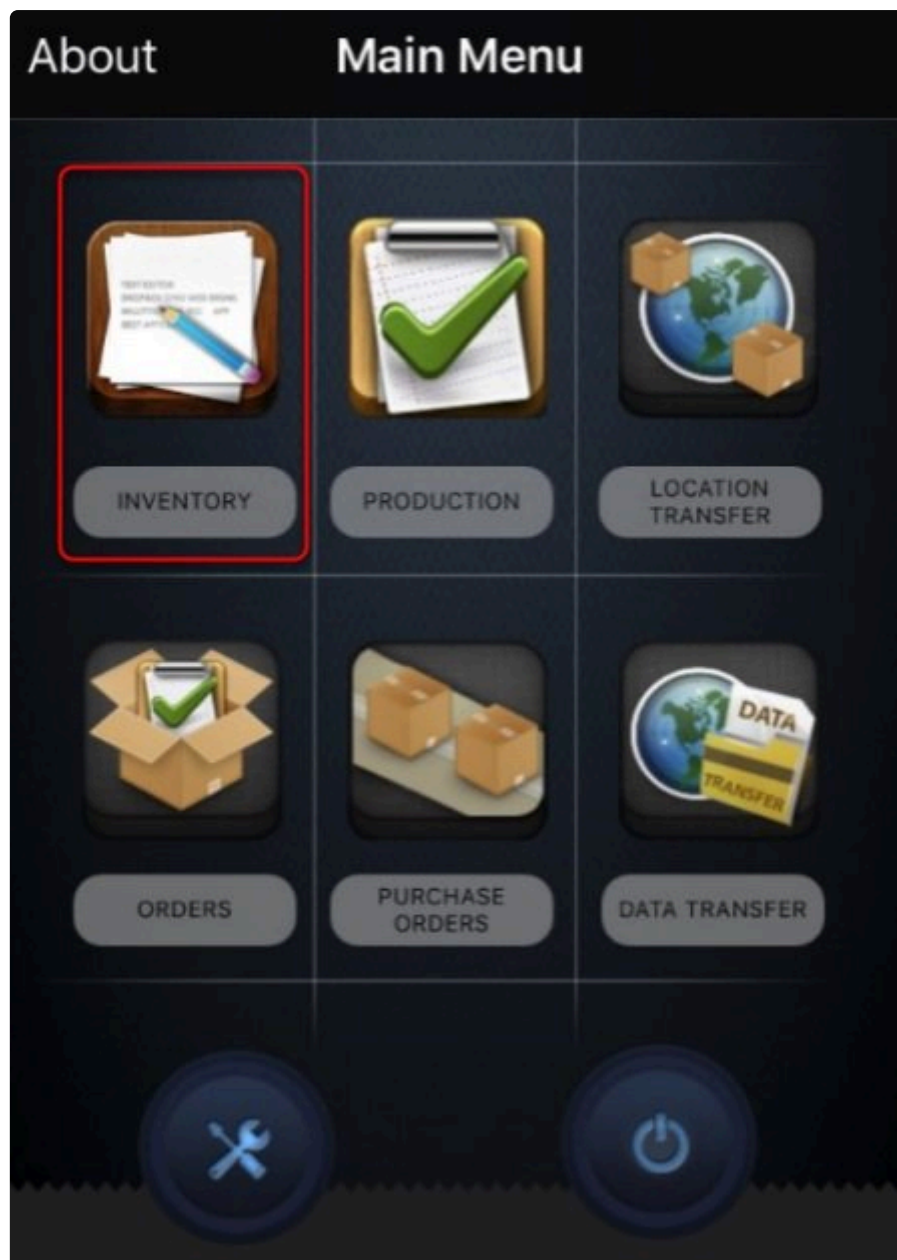 About
Main Menu
INVENTORY
PRODUCTION
LOCATION
TRANSFER
DATA
TRANSFER
ORDERS
PURCHASE
ORDERS
DATA TRANSFER